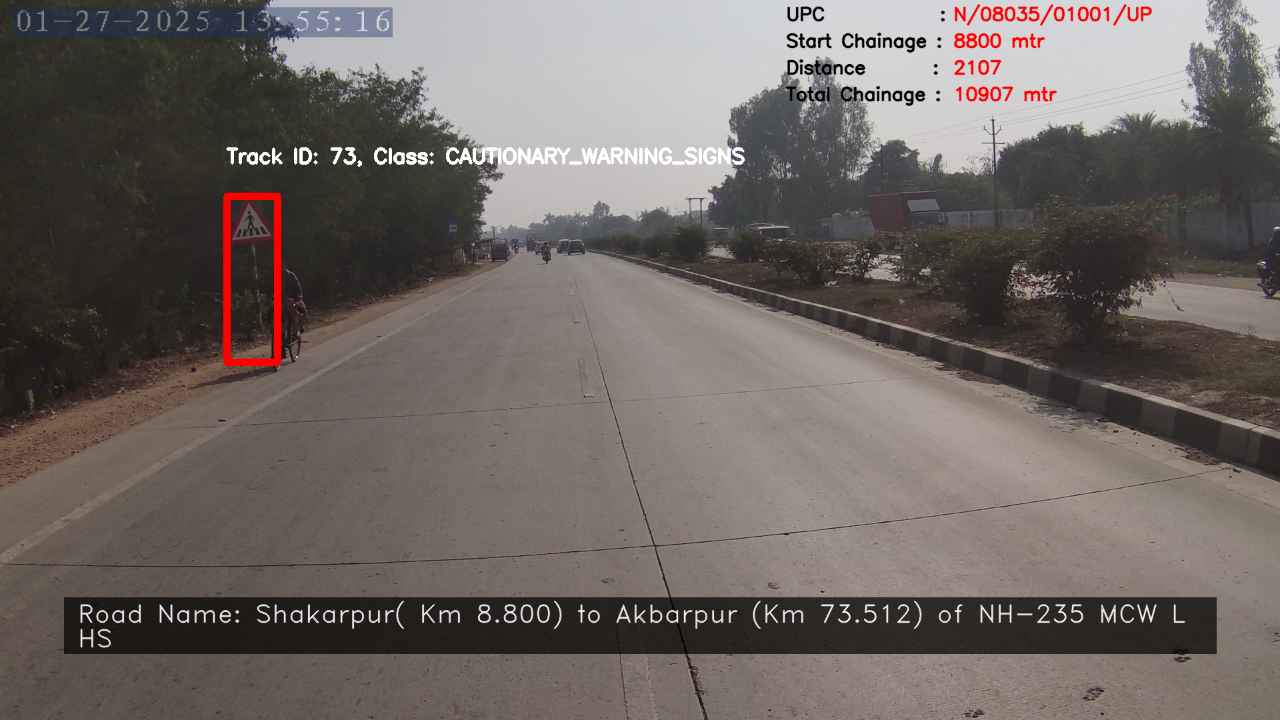 01-27-2025 13:55:16
UPC : N/08035/01001/UP
Start Chainage : 8800 mtr
Distance : 2107
Total Chainage : 10907 mtr
Track ID: 73, Class: CAUTIONARY_WARNING_SIGNS
Road Name: Shakarpur( Km 8.800) to Akbarpur (Km 73.512) of NH-235 MCW L
HS